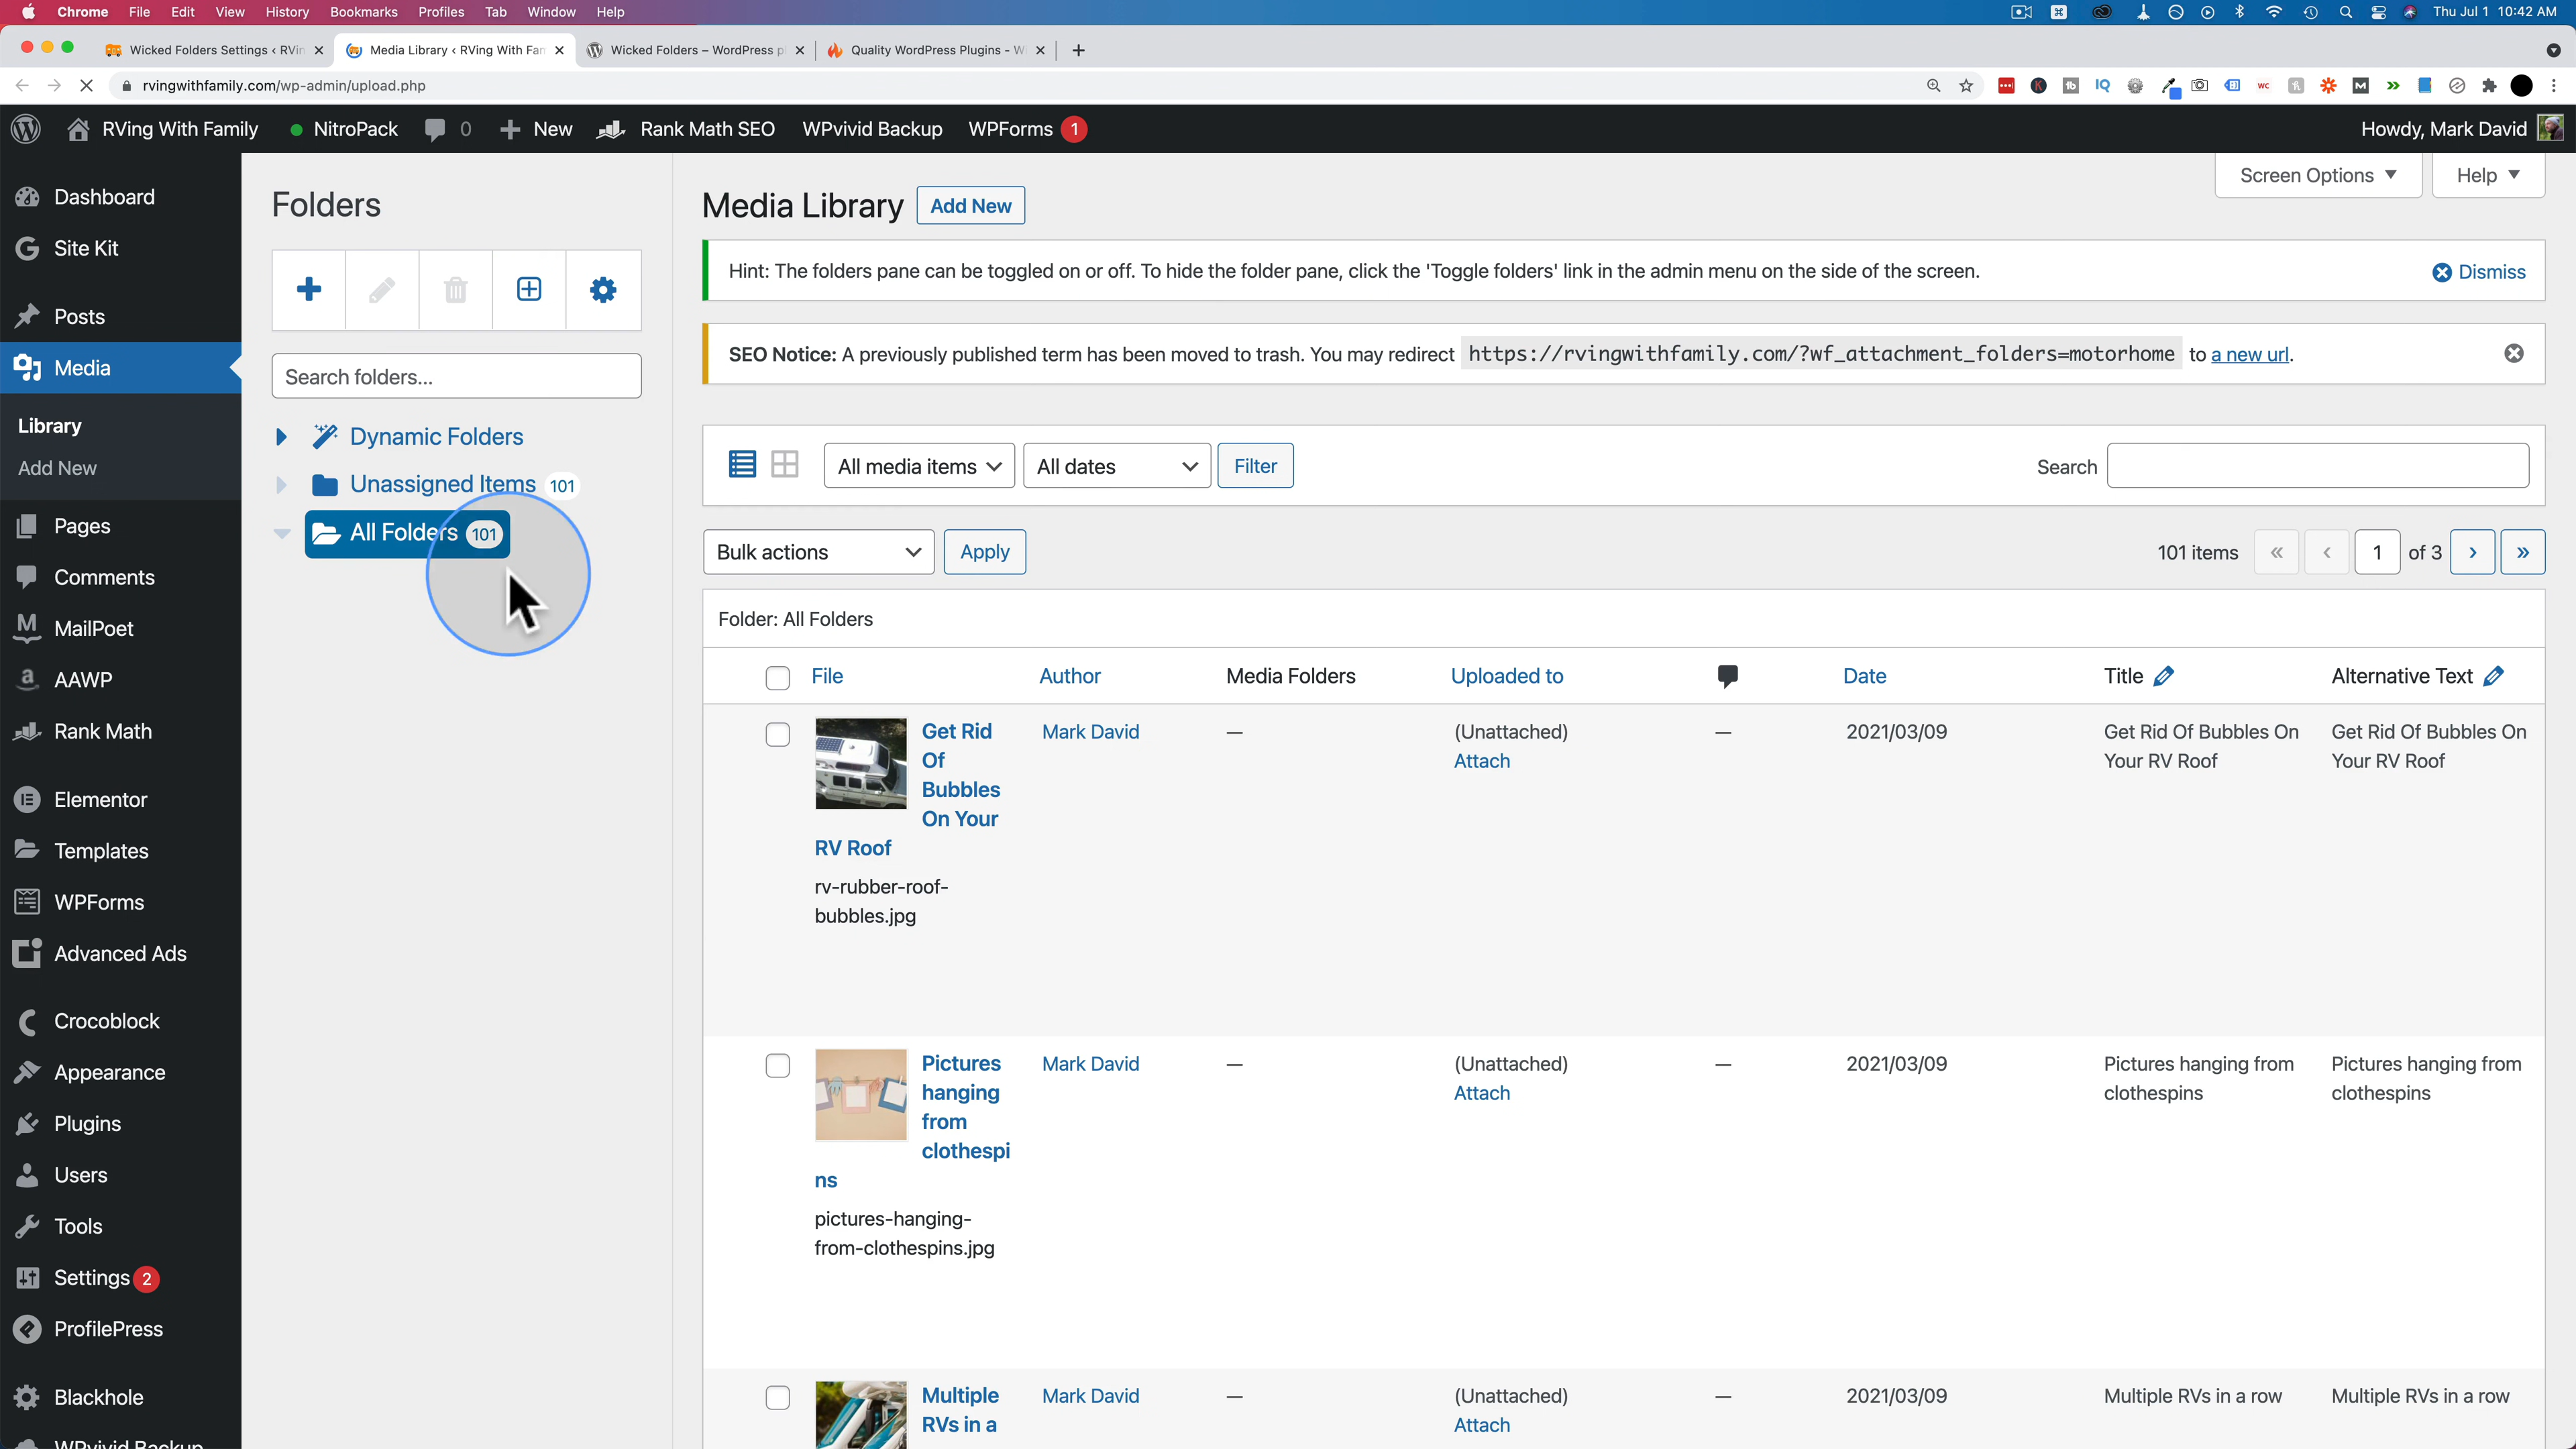 Chrome File Edit View History Bookmarks Profiles Tab Window Help Thu Jul 1 10:42 AM
Wicked Folders Settings ‹ RVin Media Library ‹ RVing With Fam Wicked Folders – WordPress p Quality WordPress Plugins - W
rvingwithfamily.com/wp-admin/upload.php
RVing With Family NitroPack 0 New Rank Math SEO WPvivid Backup WPForms 1 Howdy, Mark David
Screen Options Help
Dashboard
Site Kit
Posts
Media
Library
Add New
Pages
Comments
MailPoet
AAWP
Rank Math
Elementor
Templates
WPForms
Advanced Ads
Crocoblock
Appearance
Plugins
Users
Tools
Settings 2
ProfilePress
Blackhole
WPvivid Backup
Folders
Search folders...
Dynamic Folders
Unassigned Items 101
All Folders 101
Media Library Add New
Hint: The folders pane can be toggled on or off. To hide the folder pane, click the 'Toggle folders' link in the admin menu on the side of the screen. Dismiss
SEO Notice: A previously published term has been moved to trash. You may redirect https://rvingwithfamily.com/?wf_attachment_folders=motorhome to a new url.
All media items All dates Filter Search
Bulk actions Apply 101 items « ‹ 1 of 3 › »
Folder: All Folders
File Author Media Folders Uploaded to Date Title Alternative Text
Get Rid Of Bubbles On Your RV Roof
rv-rubber-roof-bubbles.jpg
Mark David — (Unattached) Attach — 2021/03/09 Get Rid Of Bubbles On Your RV Roof Get Rid Of Bubbles On Your RV Roof
Pictures hanging from clothespins
pictures-hanging-from-clothespins.jpg
Mark David — (Unattached) Attach — 2021/03/09 Pictures hanging from clothespins Pictures hanging from clothespins
Multiple RVs in a
Mark David — (Unattached) Attach — 2021/03/09 Multiple RVs in a row Multiple RVs in a row